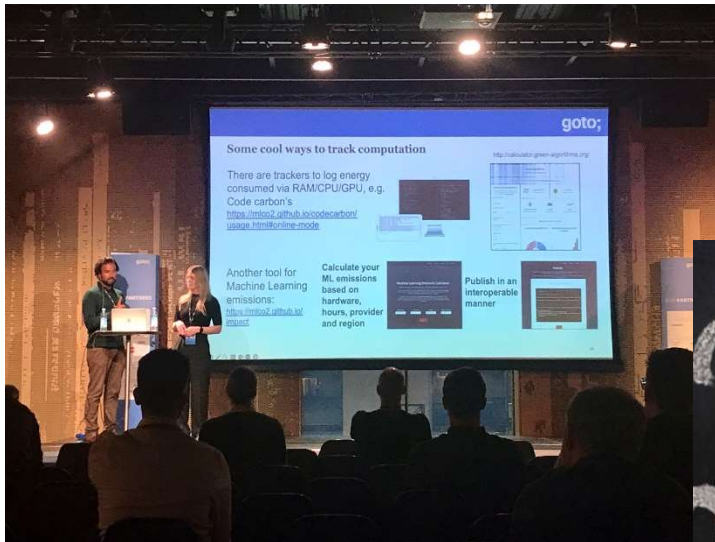 goto;
Some cool ways to track computation
There are trackers to log energy
consumed via RAM/CPU/GPU, e.g.
Code carbon's
https://mlco2.github.io/codecarbon/
usage.html#online-mode
http://calculator.green-algorithms.org/
Another tool for
Machine Learning
emissions:
https://mlco2.github.io/
impact
Calculate your
ML emissions
based on
hardware,
hours, provider
and region
Publish in an
interoperable
manner
goto;